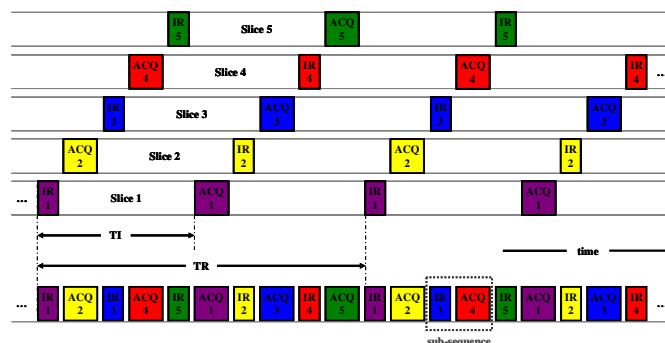 IR 5 Slice 5 ACQ 5 IR 5
ACQ 4 Slice 4 IR 4 ACQ 4 IR 4 ...
IR 3 Slice 3 ACQ 3 IR 3 ACQ 3
ACQ 2 Slice 2 IR 2 ACQ 2 IR 2
... IR 1 Slice 1 ACQ 1 IR 1 ACQ 1
TI
time
TR
... IR 1 ACQ 2 IR 3 ACQ 4 IR 5 ACQ 1 IR 2 ACQ 3 IR 4 ACQ 5 IR 1 ACQ 2 IR 3 ACQ 4 IR 5 ACQ 1 IR 2 ACQ 3 IR 4 ...
sub-sequence